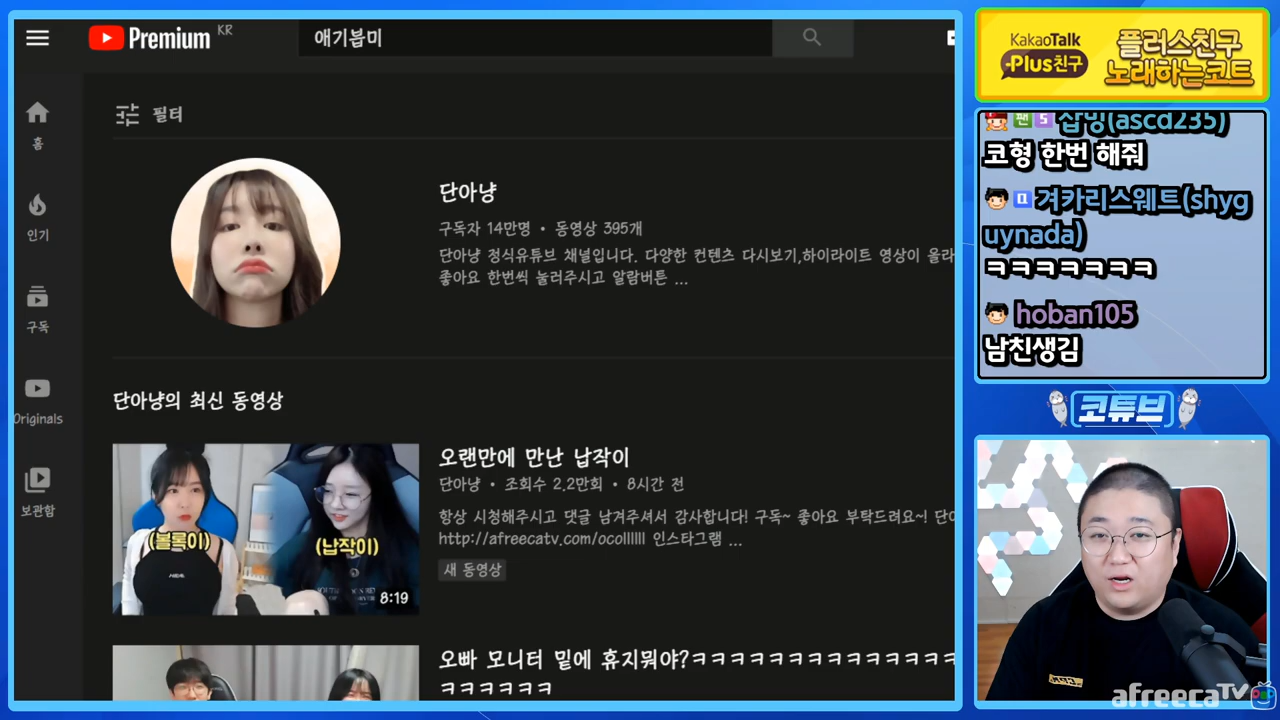 Premium KR
애기븝미
필터
홈
인기
구독
Originals
보관함
단아냥
구독자 14만명 • 동영상 395개
단아냥 정식유튜브 채널입니다. 다양한 컨텐츠 다시보기,하이라이트 영상이 올라
좋아요 한번씩 눌러주시고 알람버튼 ...
단아냥의 최신 동영상
(볼록이)
(납작이)
8:19
오랜만에 만난 납작이
단아냥 • 조회수 2.2만회 • 8시간 전
항상 시청해주시고 댓글 남겨주셔서 감사합니다! 구독~ 좋아요 부탁드려요~! 단아
http://afreecatv.com/ocollllll 인스타그램 ...
새 동영상
오빠 모니터 밑에 휴지뭐야?ㅋㅋㅋㅋㅋㅋㅋㅋㅋㅋㅋㅋㅋㅋ
ㅋㅋㅋㅋㅋㅋ
KakaoTalk
Plus친구
플러스친구
노래하는코트
팬 5 샵밍(ascd235)
코형 한번 해줘
겨카리스웨트(shyg
uynada)
ㅋㅋㅋㅋㅋㅋㅋ
hoban105
남친생김
코튜브
afreecaTV